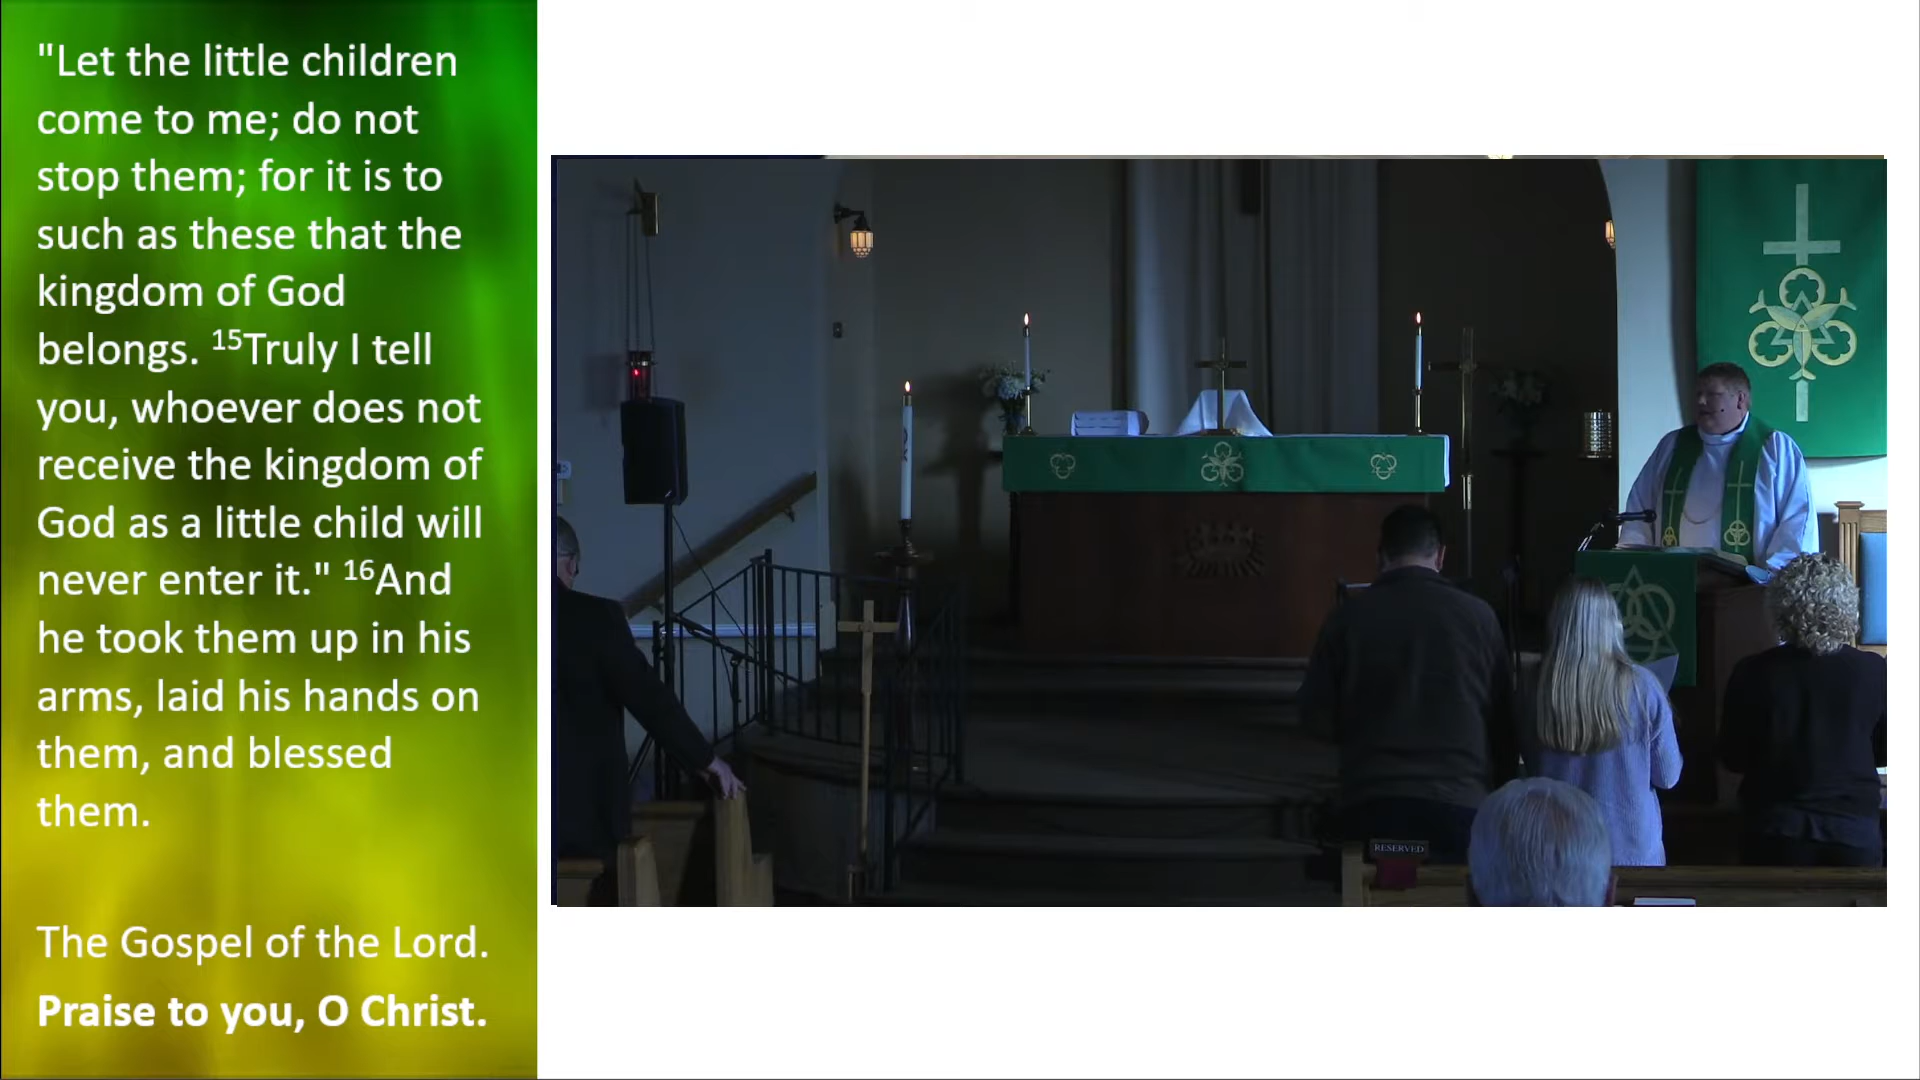 "Let the little children
come to me; do not
stop them; for it is to
such as these that the
kingdom of God
belongs. 15Truly I tell
you, whoever does not
receive the kingdom of
God as a little child will
never enter it." 16And
he took them up in his
arms, laid his hands on
them, and blessed
them.
The Gospel of the Lord.
Praise to you, O Christ.
RESERVED